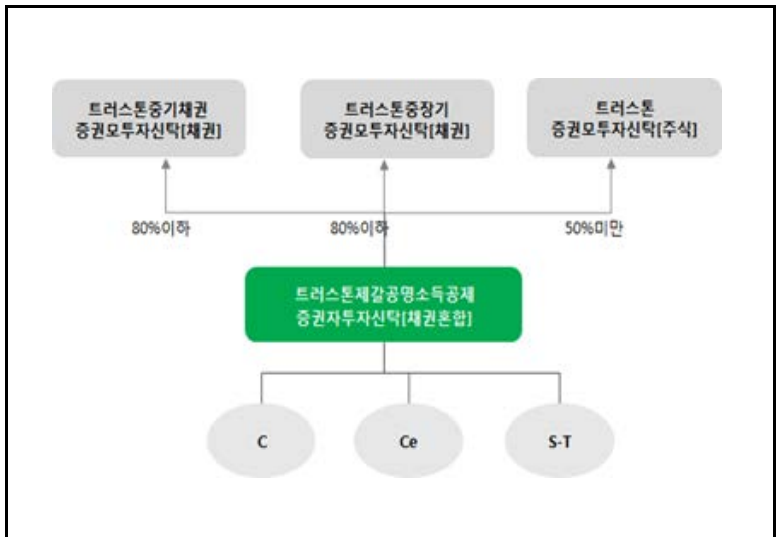 트러스톤중기채권
증권모투자신탁[채권]
트러스톤중장기
증권모투자신탁[채권]
트러스톤
증권모투자신탁[주식]
80%이하
80%이하
50%미만
트러스톤제갈공명소득공제
증권자투자신탁[채권혼합]
C
Ce
S-T